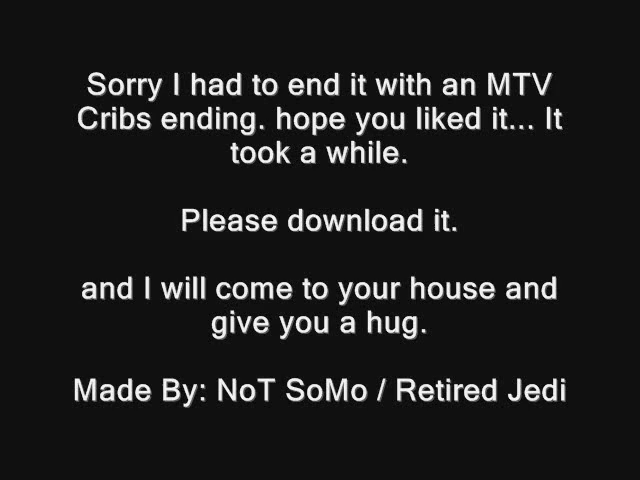 Sorry I had to end it with an MTV
Cribs ending. hope you liked it... It
took a while.
Please download it.
and I will come to your house and
give you a hug.
Made By: NoT SoMo / Retired Jedi